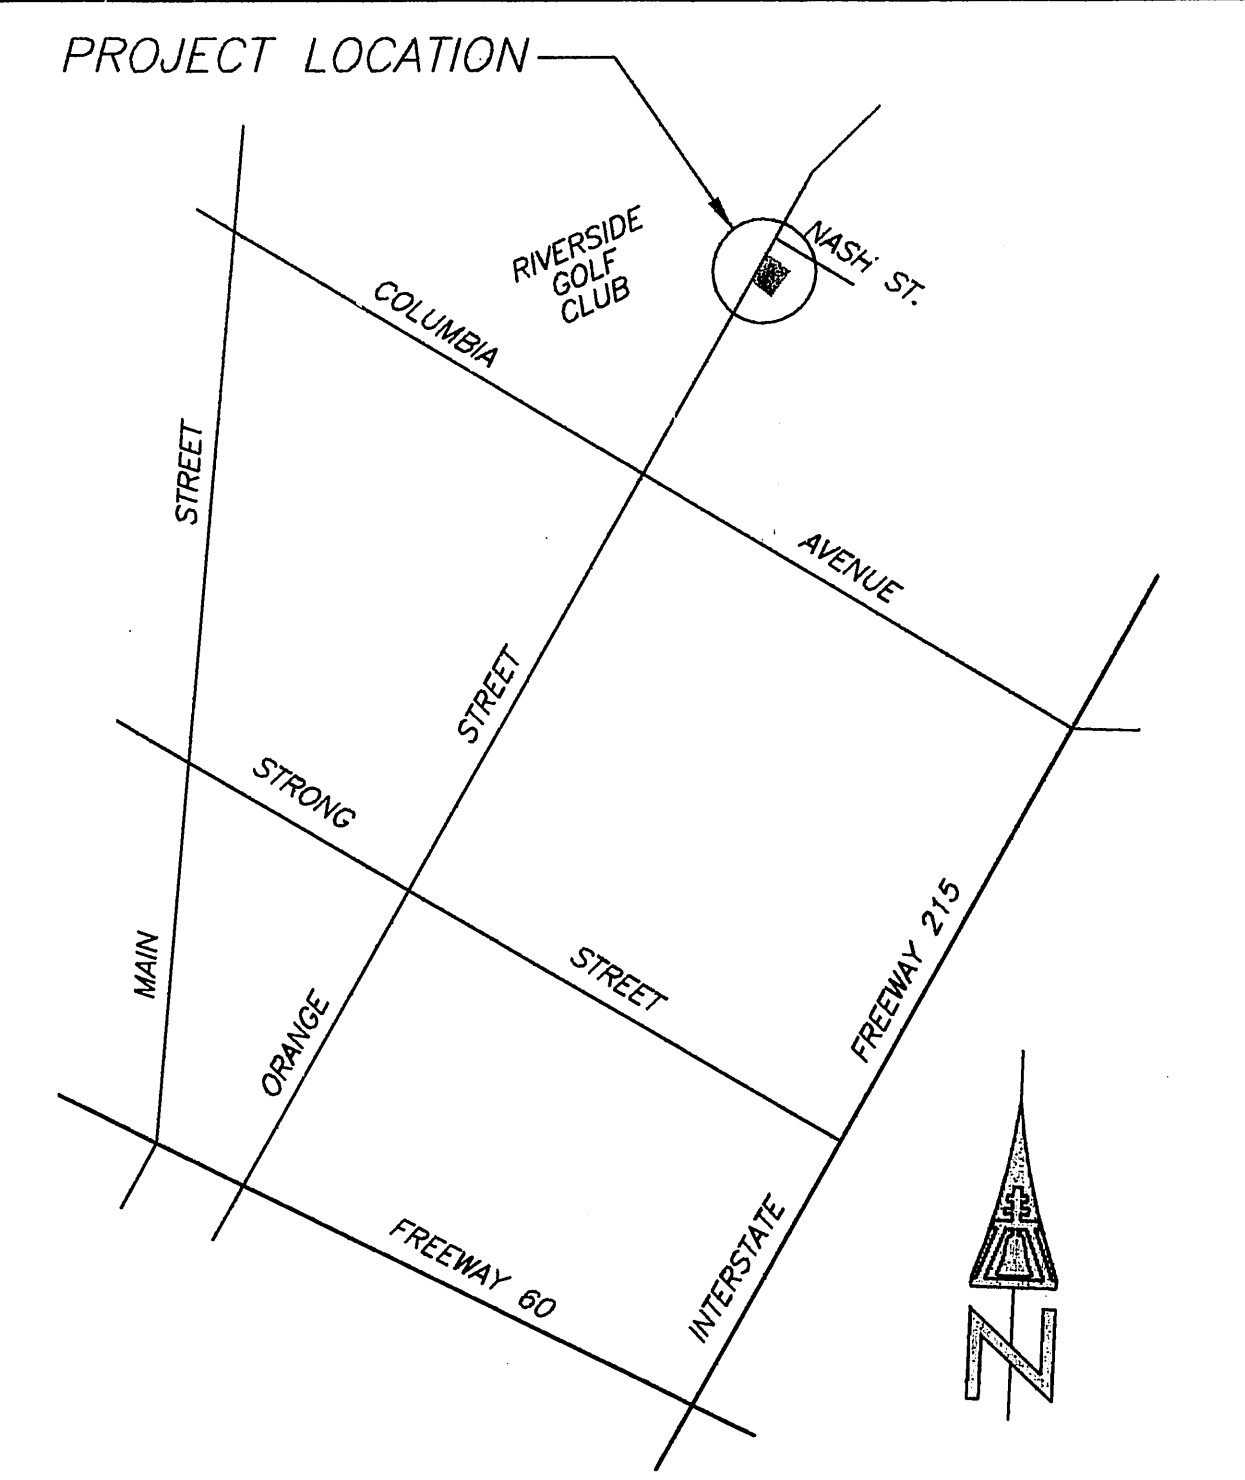 PROJECT LOCATION
NASH ST.
RIVERSIDE
GOLF
CLUB
COLUMBIA
AVENUE
STREET
MAIN
STREET
ORANGE
STRONG
STREET
FREEWAY 215
INTERSTATE
FREEWAY 60
N